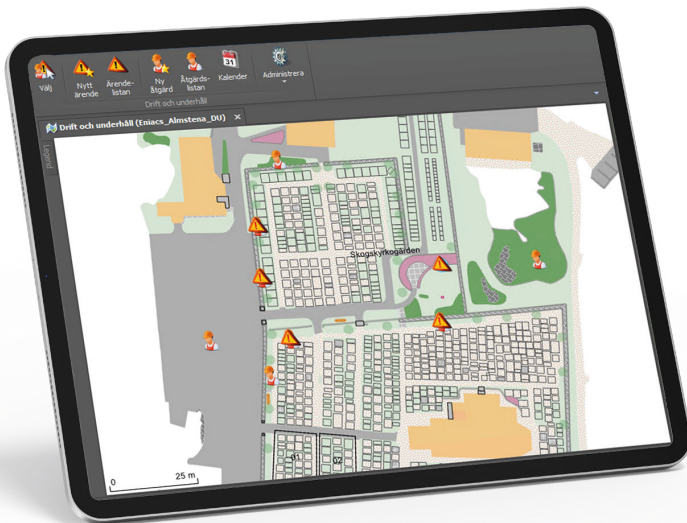 Välj
Nytt
ärende
Ärende-
listan
Ny
åtgärd
Åtgärds-
listan
31
Kalender
Administrera
Drift och underhåll
Drift och underhåll (Eniacs_Almstena_DU) ×
Legend
Skogskyrkogården
01
02
0
25 m